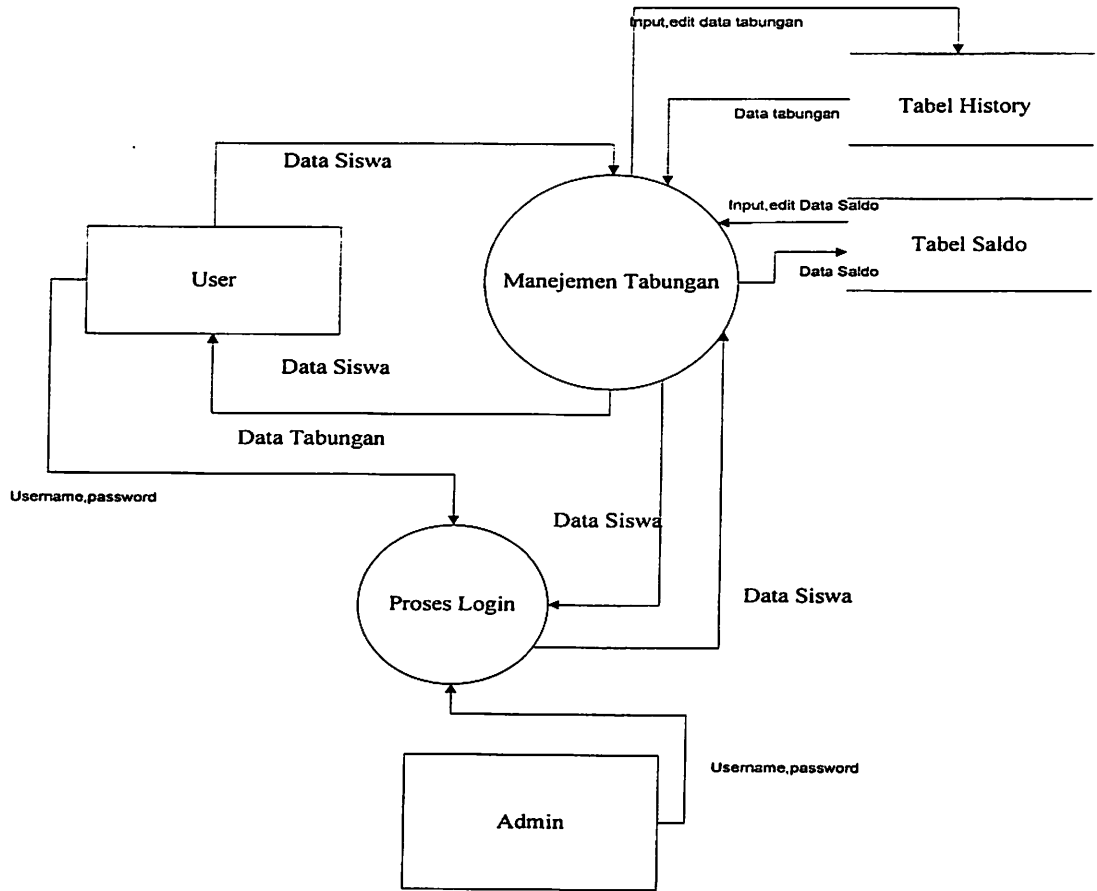 Input,edit data tabungan
Tabel History
Data tabungan
Data Siswa
Input,edit Data Saldo
Tabel Saldo
User
Manejemen Tabungan
Data Saldo
Data Siswa
Data Tabungan
Username,password
Data Siswa
Proses Login
Data Siswa
Username,password
Admin